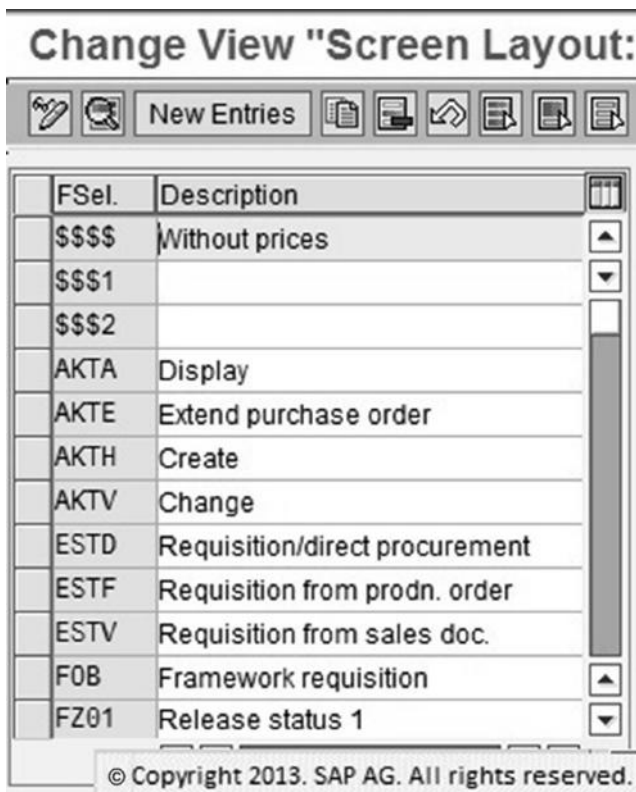 Change View "Screen Layout:
New Entries
FSel. Description
$$$$ Without prices
$$$1
$$$2
AKTA Display
AKTE Extend purchase order
AKTH Create
AKTV Change
ESTD Requisition/direct procurement
ESTF Requisition from prodn. order
ESTV Requisition from sales doc.
FOB Framework requisition
FZ01 Release status 1
© Copyright 2013. SAP AG. All rights reserved.